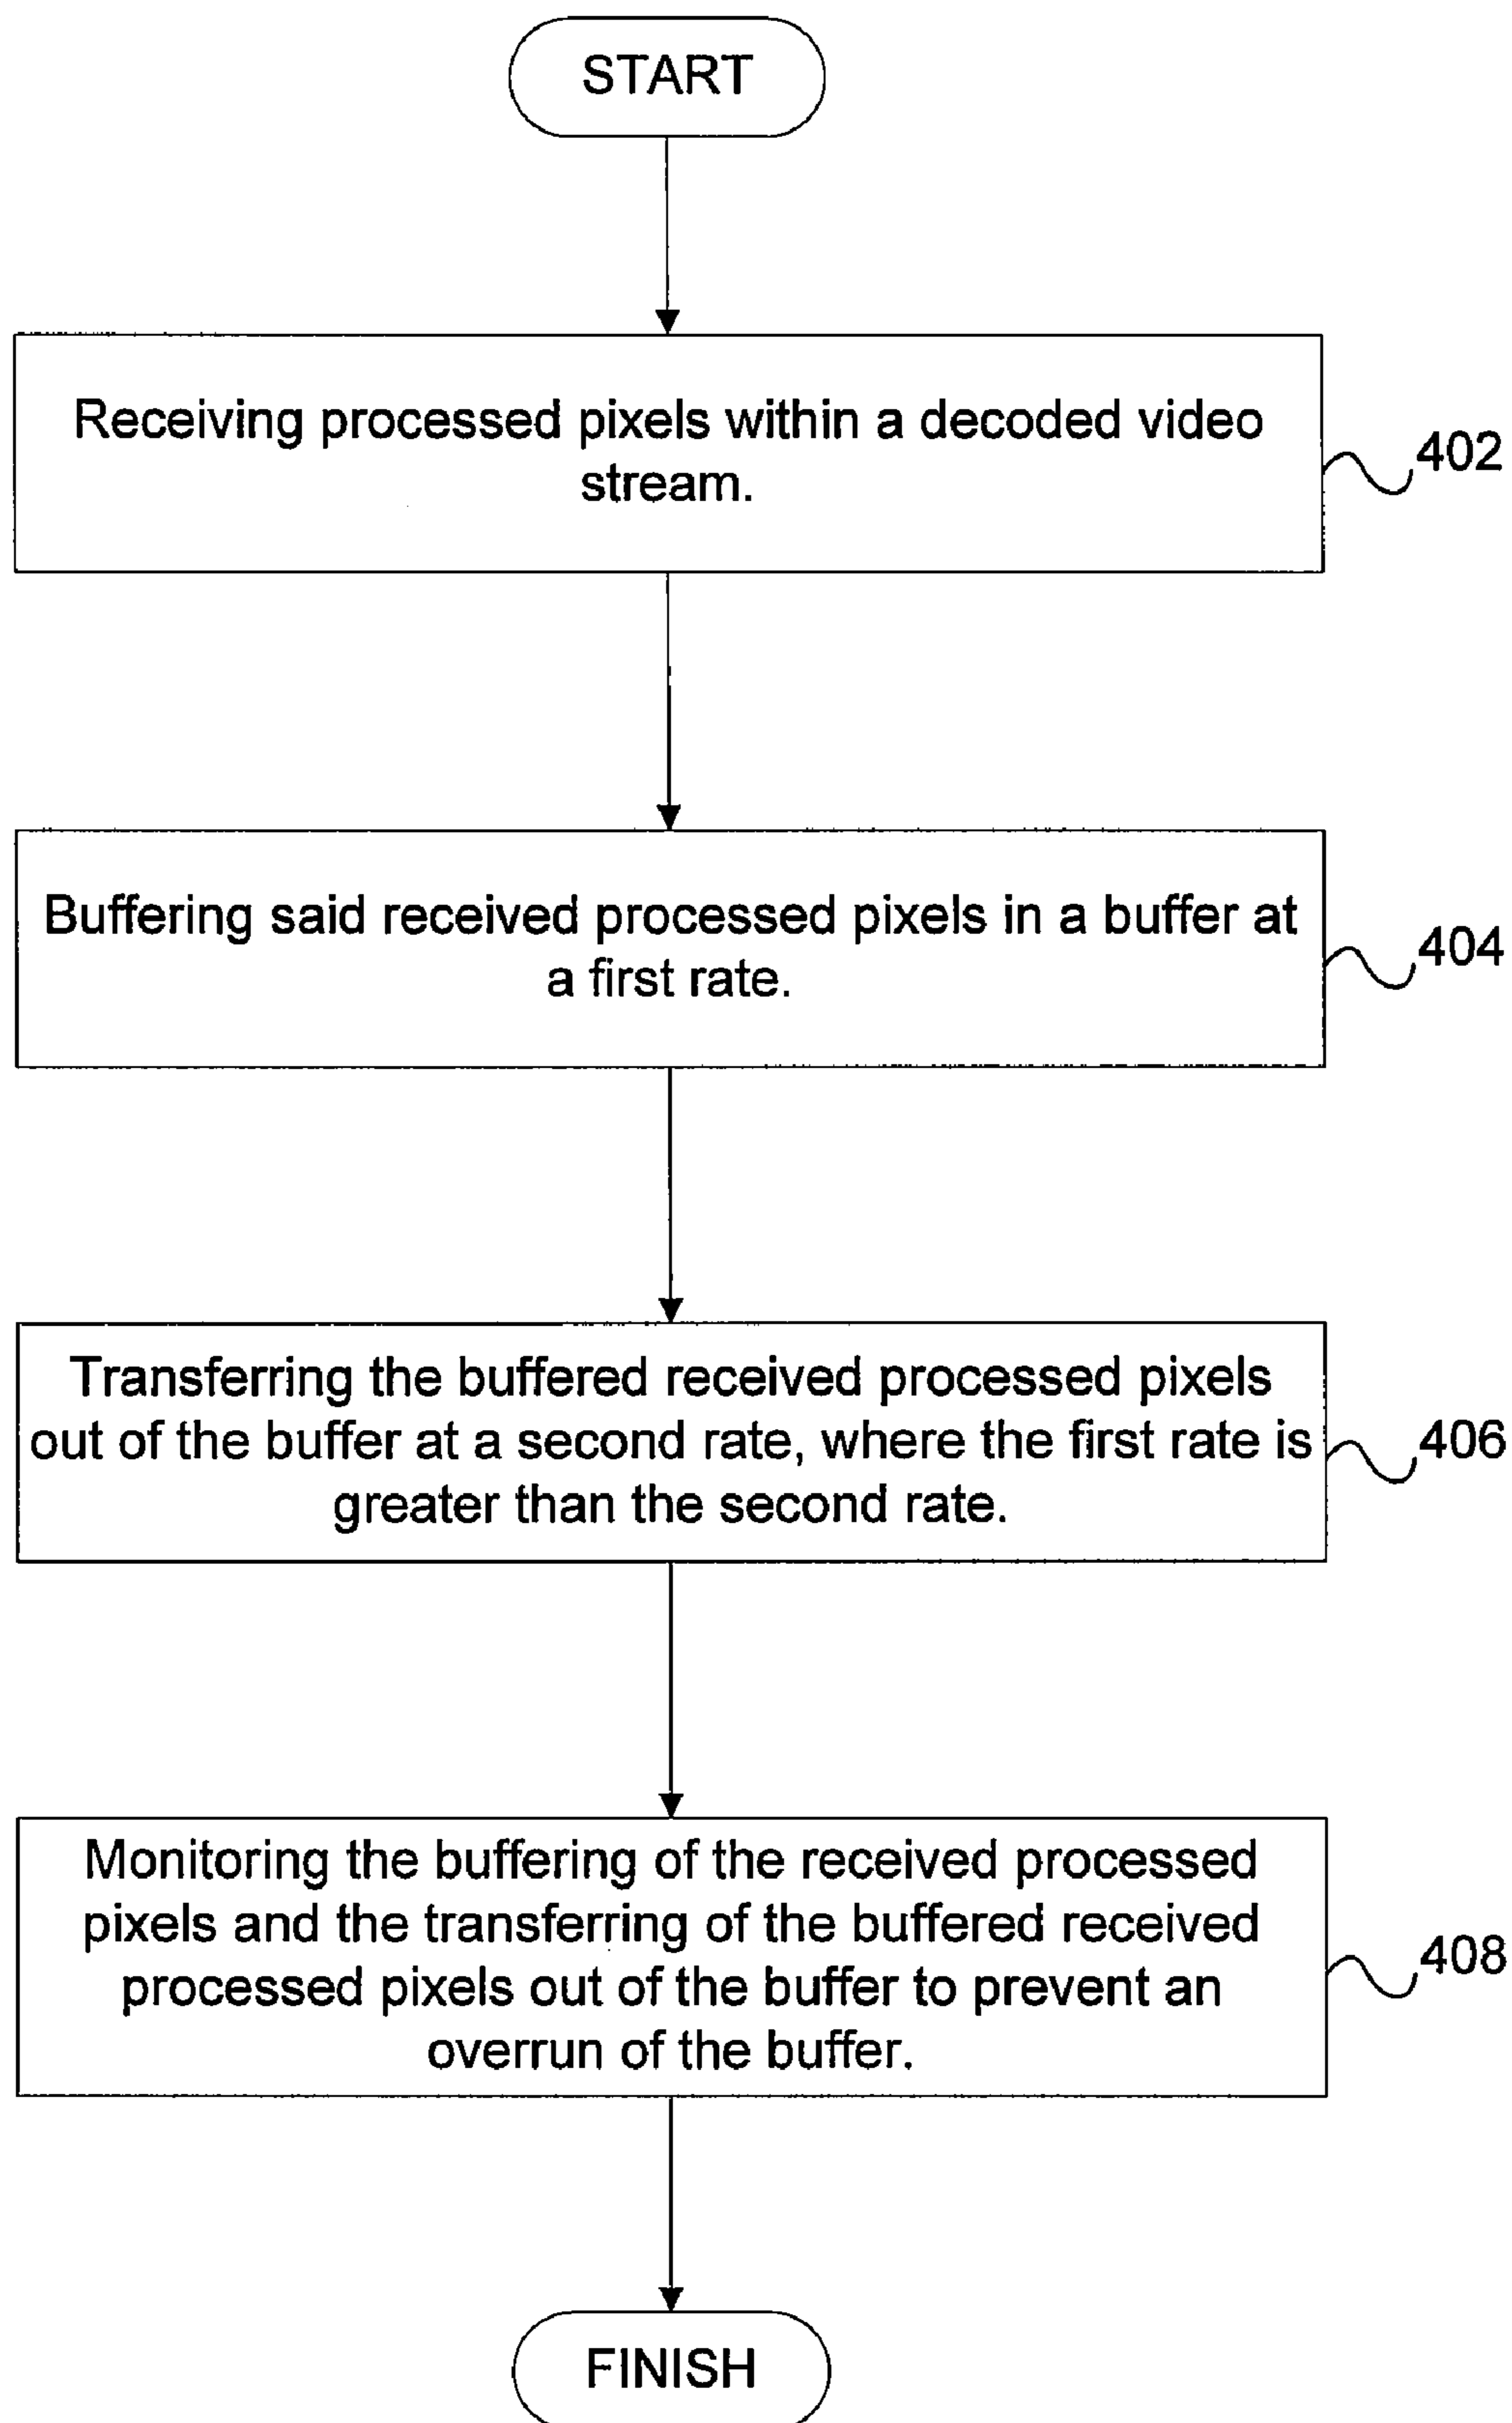 START
Receiving processed pixels within a decoded video
stream.
402
Buffering said received processed pixels in a buffer at
a first rate.
404
Transferring the buffered received processed pixels
out of the buffer at a second rate, where the first rate is
greater than the second rate.
406
Monitoring the buffering of the received processed
pixels and the transferring of the buffered received
processed pixels out of the buffer to prevent an
overrun of the buffer.
408
FINISH